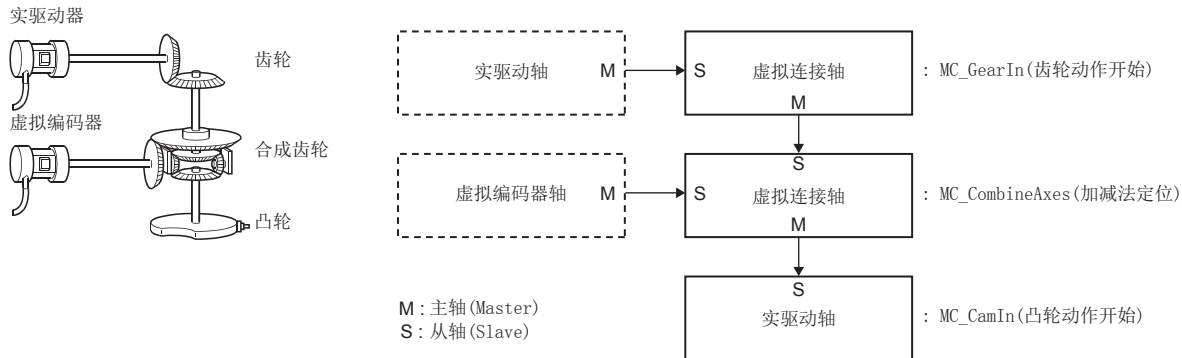 实驱动器
齿轮
虚拟编码器
合成齿轮
凸轮
实驱动轴 M
S 虚拟连接轴
M
: MC_GearIn(齿轮动作开始)
虚拟编码器轴 M
S
S 虚拟连接轴
M
: MC_CombineAxes(加减法定位)
S
实驱动轴
: MC_CamIn(凸轮动作开始)
M : 主轴(Master)
S : 从轴(Slave)